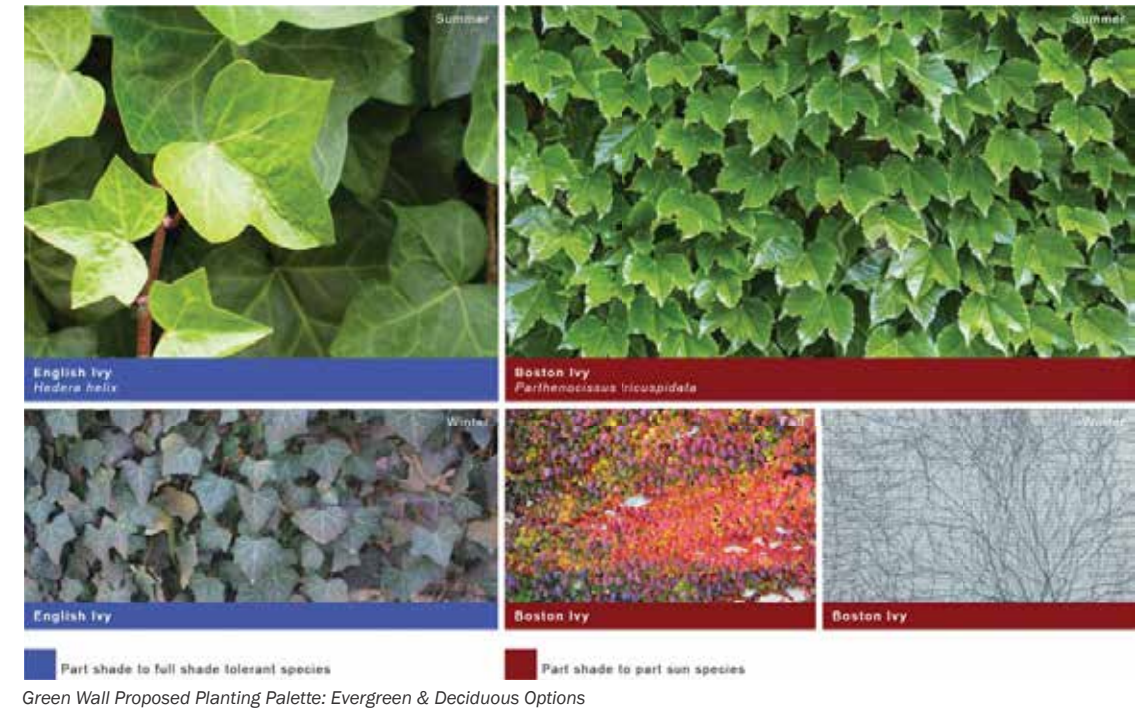 Summer
Summer
English Ivy
Hedera helix
Boston Ivy
Parthenocissus tricuspidata
Winter
Fall
Winter
English Ivy
Boston Ivy
Boston Ivy
Part shade to full shade tolerant species
Part shade to part sun species
Green Wall Proposed Planting Palette: Evergreen & Deciduous Options